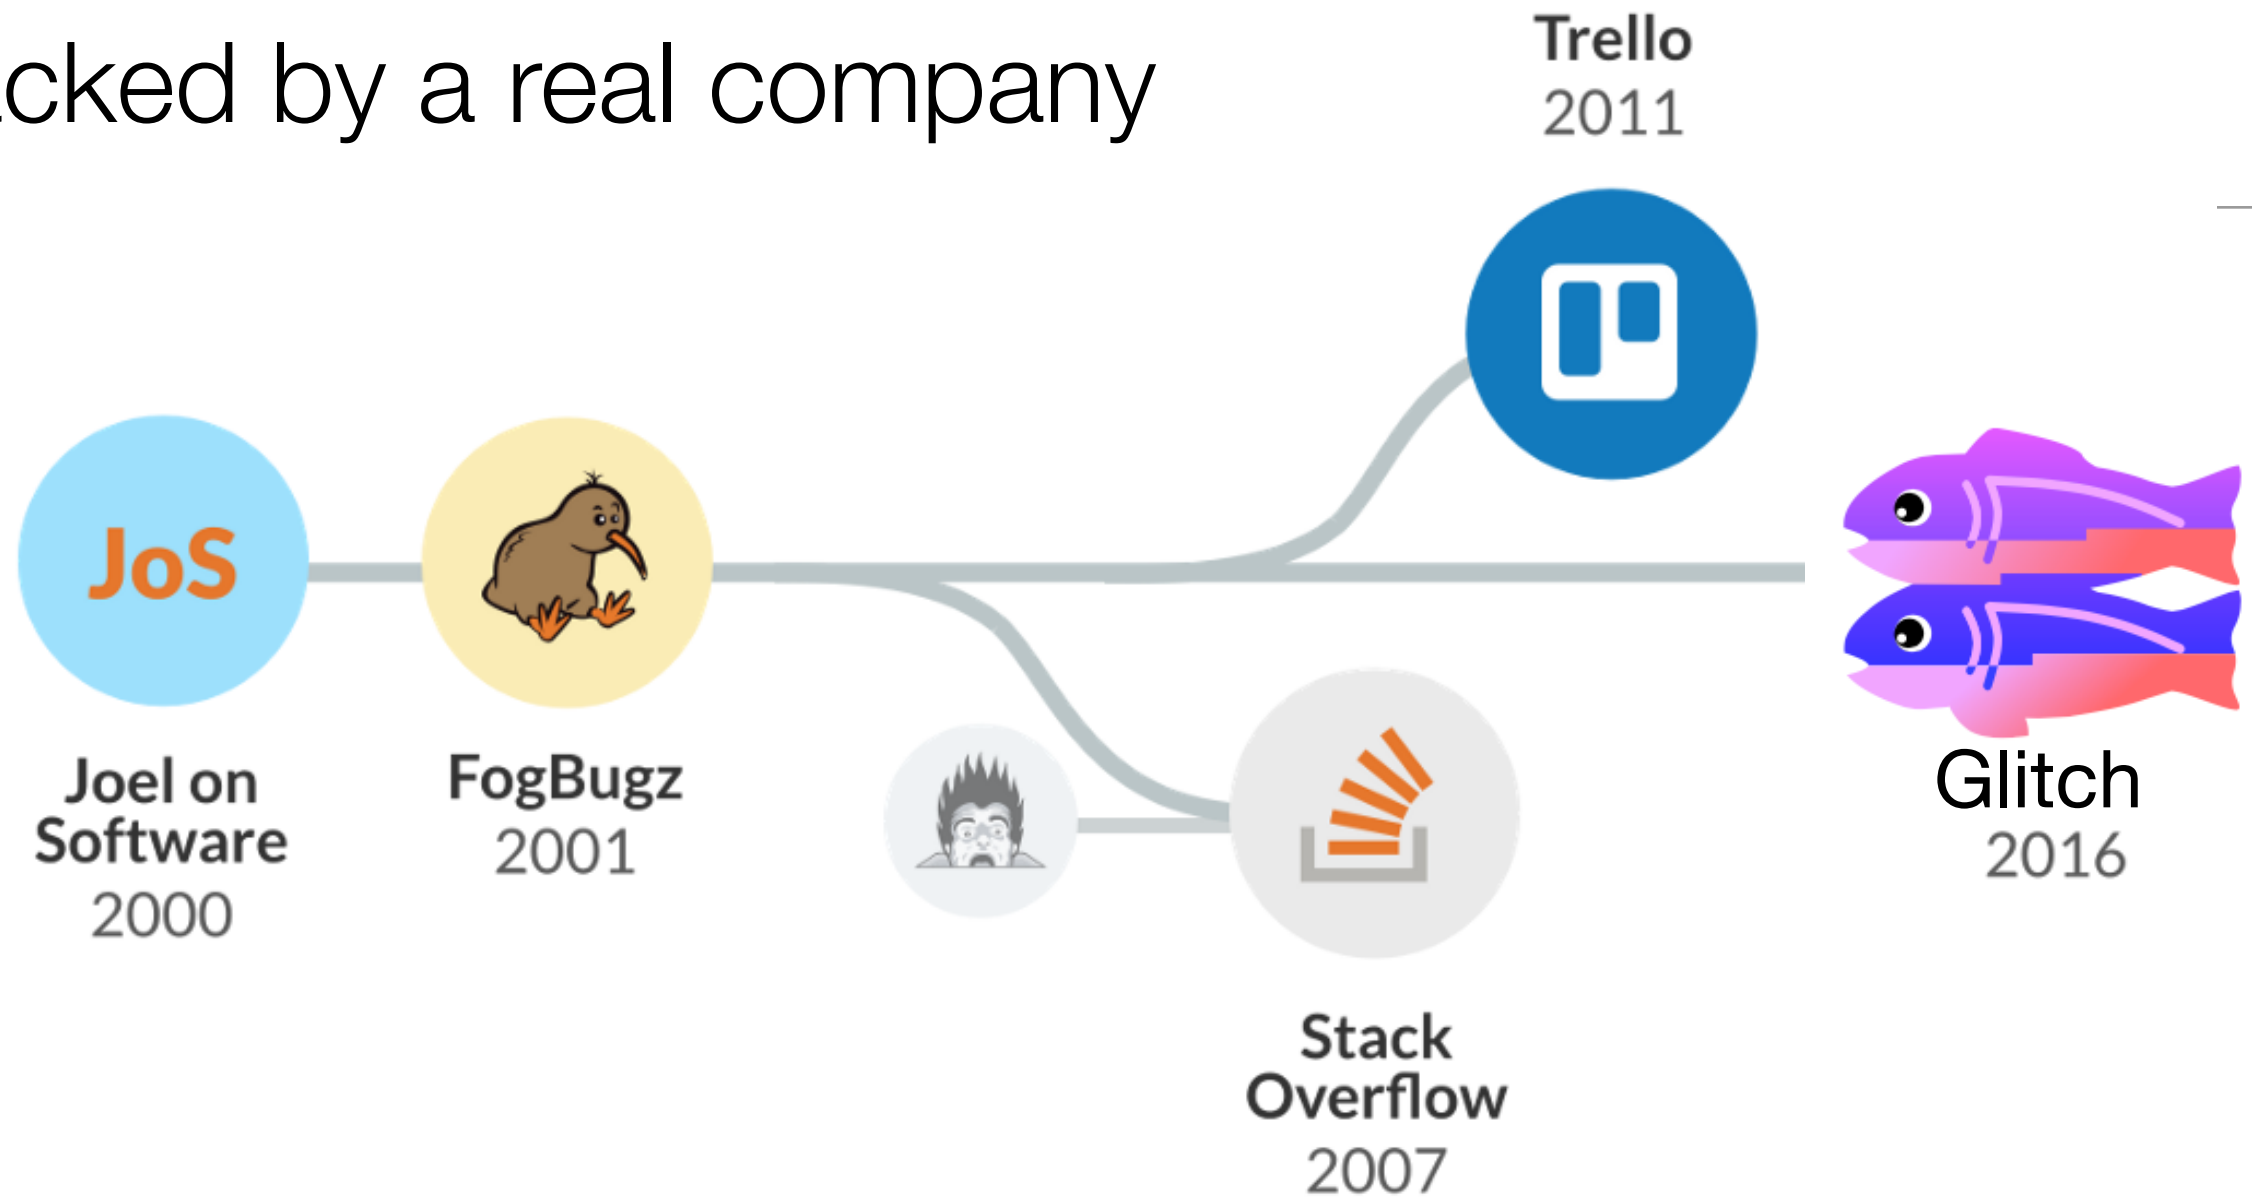 cked by a real company
Trello
2011
JoS
Joel on
Software
2000
FogBugz
2001
Stack
Overflow
2007
Glitch
2016